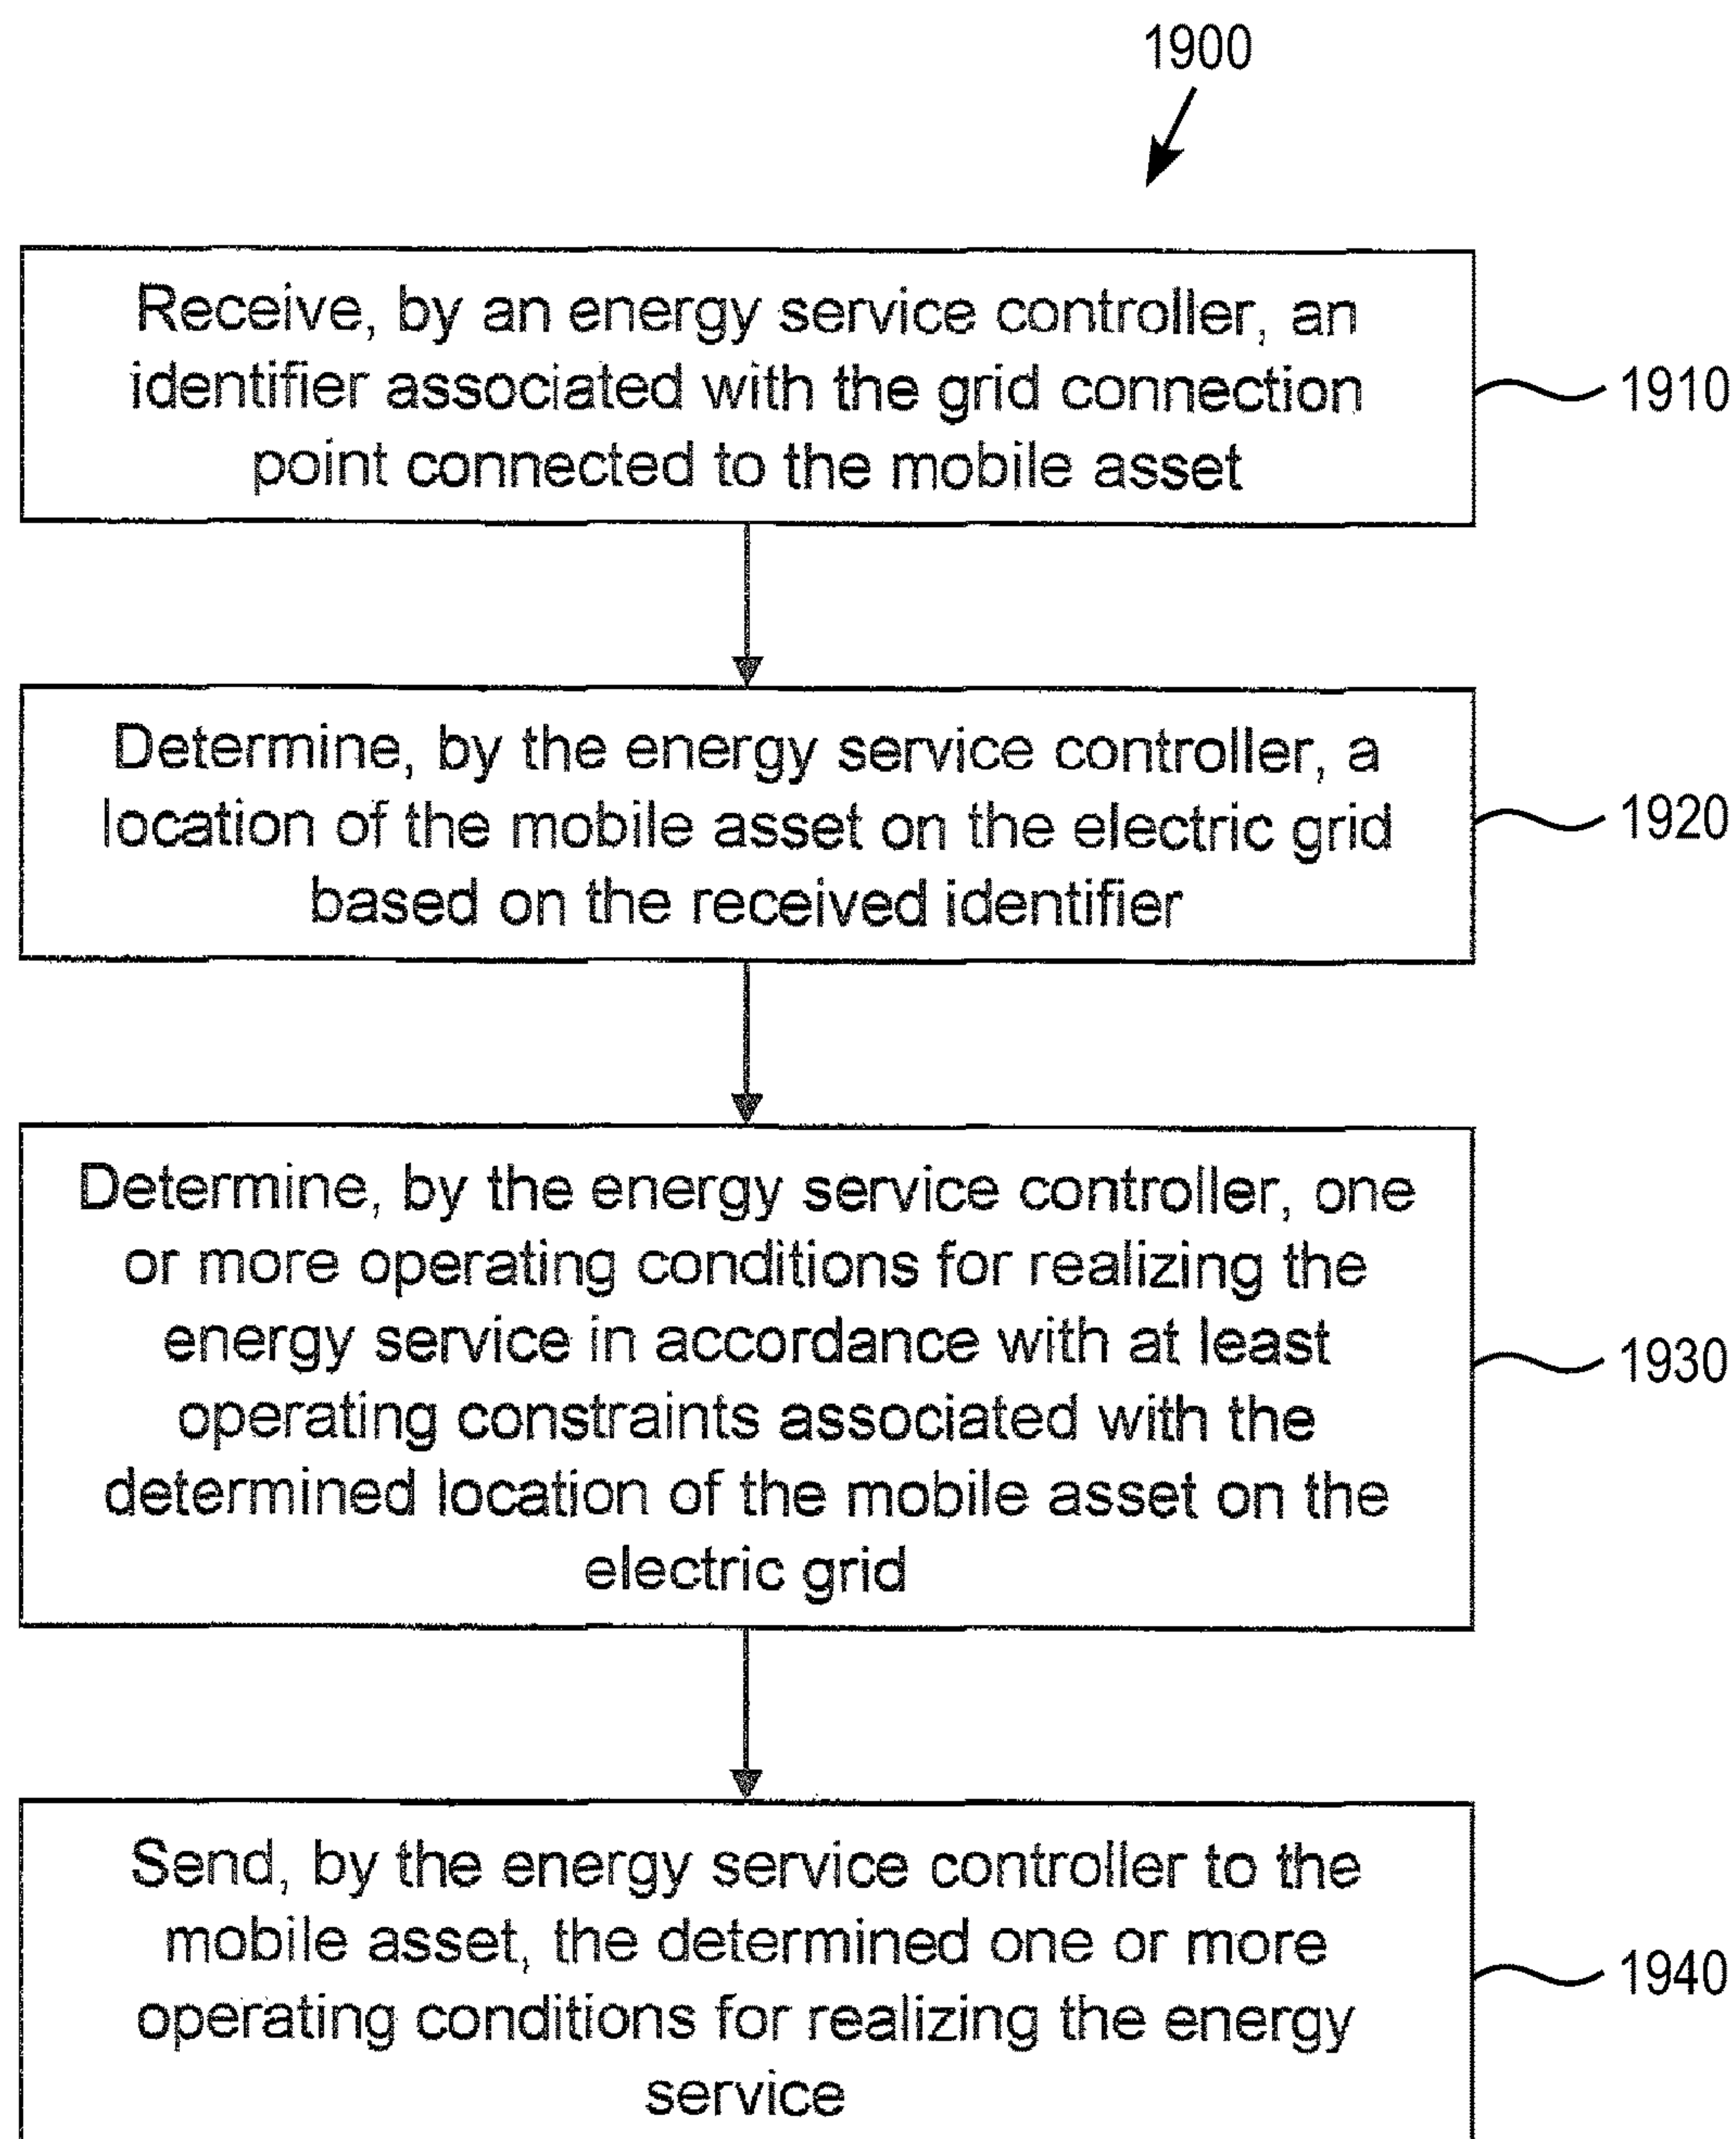 1900
Receive, by an energy service controller, an
identifier associated with the grid connection
point connected to the mobile asset
1910
Determine, by the energy service controller, a
location of the mobile asset on the electric grid
based on the received identifier
1920
Determine, by the energy service controller, one
or more operating conditions for realizing the
energy service in accordance with at least
operating constraints associated with the
determined location of the mobile asset on the
electric grid
1930
Send, by the energy service controller to the
mobile asset, the determined one or more
operating conditions for realizing the energy
service
1940